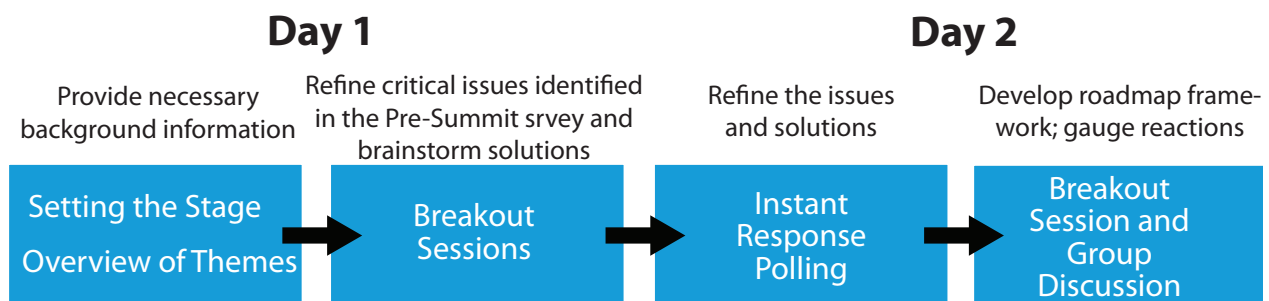 Day 1
Provide necessary
background information
Refine critical issues identified
in the Pre-Summit srvey and
brainstorm solutions
Setting the Stage
Overview of Themes
Breakout
Sessions
Day 2
Refine the issues
and solutions
Develop roadmap frame-
work; gauge reactions
Instant
Response
Polling
Breakout
Session and
Group
Discussion